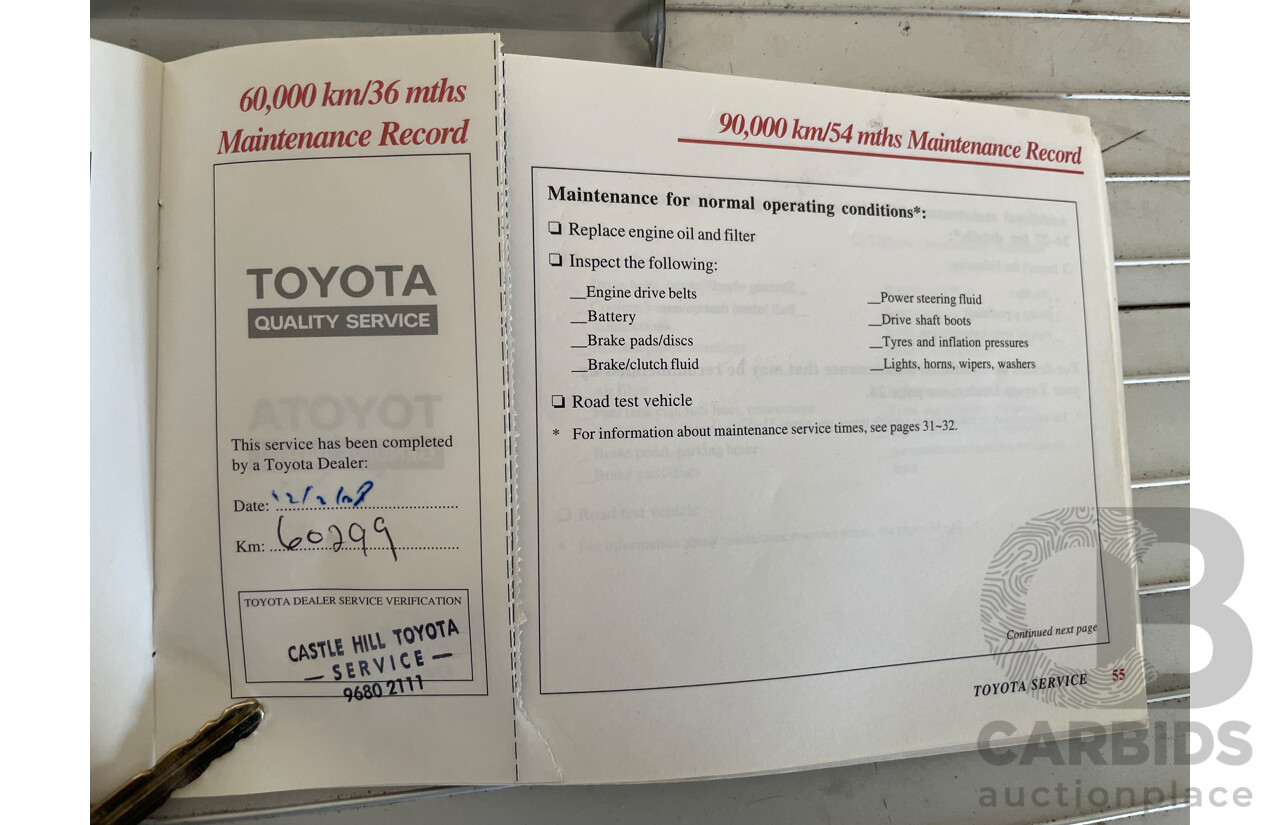 60,000 km/36 mths
Maintenance Record
TOYOTA
QUALITY SERVICE
This service has been completed
by a Toyota Dealer:
Date: 12/2/08
Km: 60299
TOYOTA DEALER SERVICE VERIFICATION
CASTLE HILL TOYOTA
— SERVICE —
9680 2111
90,000 km/54 mths Maintenance Record
Maintenance for normal operating conditions*:
❏ Replace engine oil and filter
❏ Inspect the following:
__Engine drive belts
__Battery
__Brake pads/discs
__Brake/clutch fluid
__Power steering fluid
__Drive shaft boots
__Tyres and inflation pressures
__Lights, horns, wipers, washers
❏ Road test vehicle
* For information about maintenance service times, see pages 31~32.
Continued next page
TOYOTA SERVICE 55
CB
CARBIDS
auctionplace